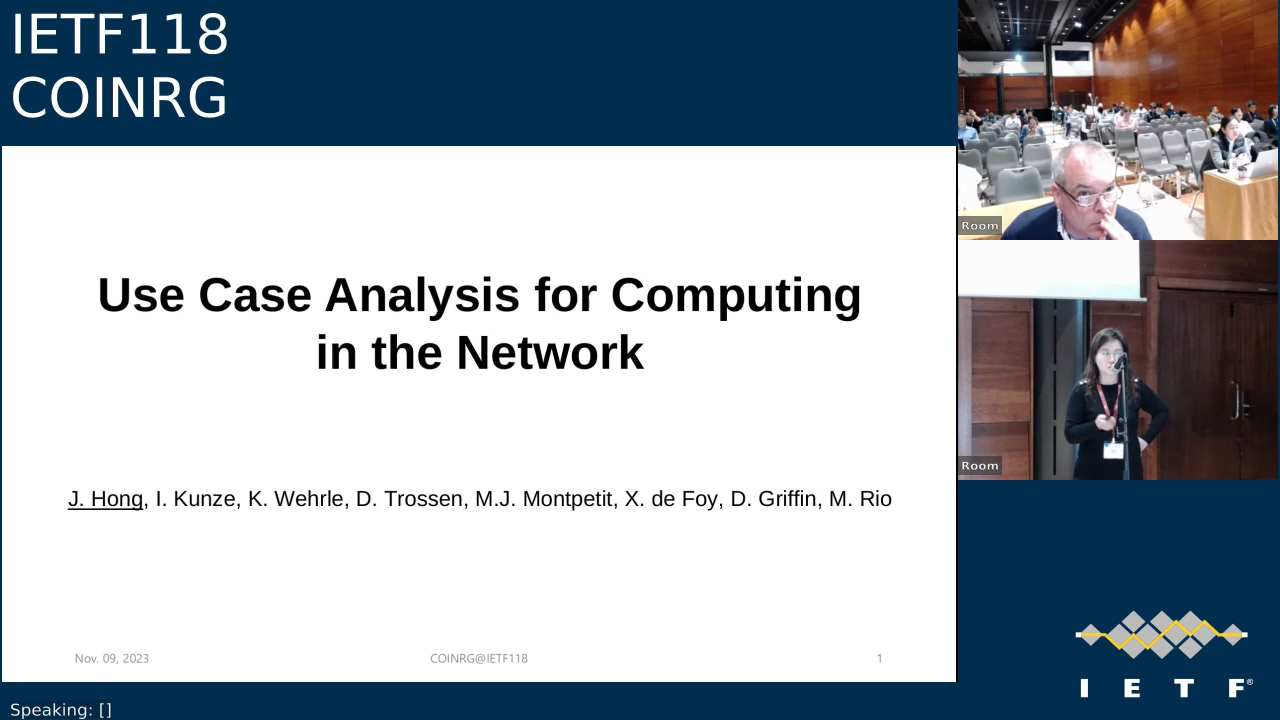 IETF118
COINRG
Use Case Analysis for Computing
in the Network
J. Hong, I. Kunze, K. Wehrle, D. Trossen, M.J. Montpetit, X. de Foy, D. Griffin, M. Rio
Nov. 09, 2023
COINRG@IETF118
1
Room
Room
I E T F®
Speaking: []